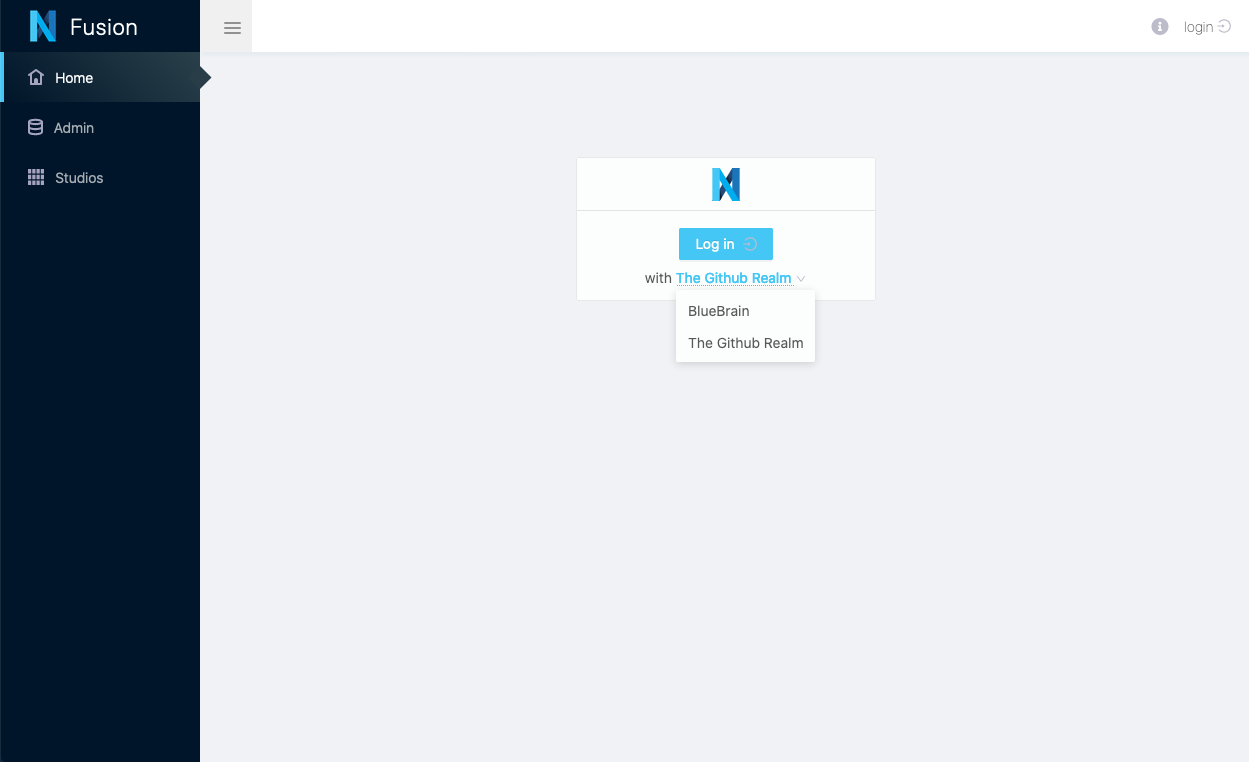 Fusion
login
Home
Admin
Studios
Log in
with The Github Realm
BlueBrain
The Github Realm